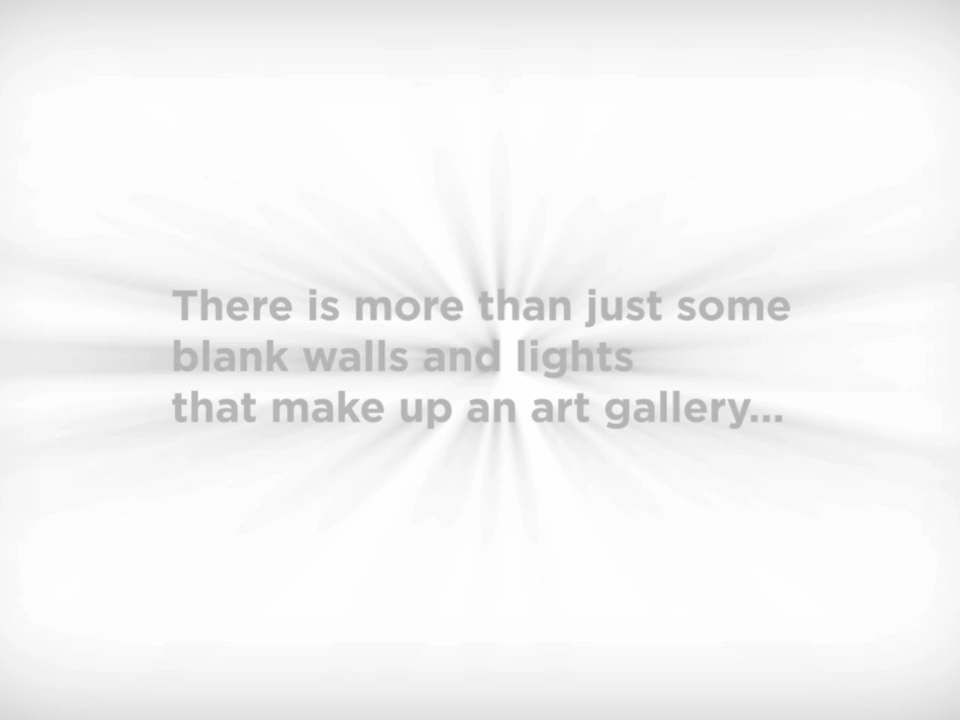 There is more than just some
blank walls and lights
that make up an art gallery...